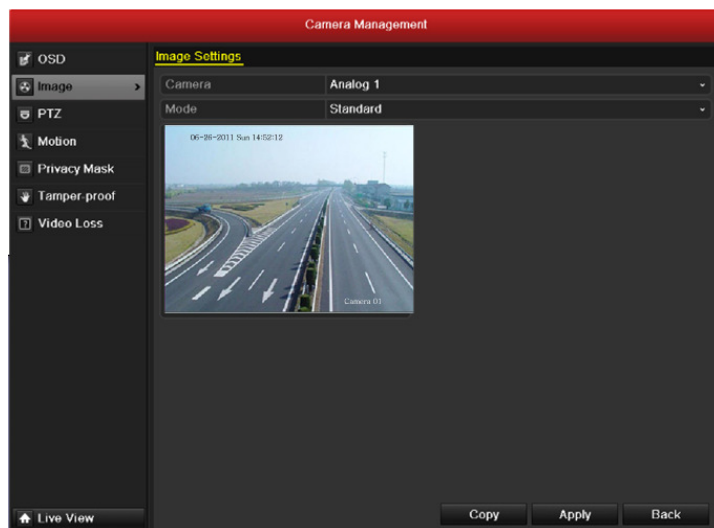 Camera Management
OSD
Image
PTZ
Motion
Privacy Mask
Tamper-proof
Video Loss
Live View
Image Settings
Camera Analog 1
Mode Standard
06-26-2011 Sun 14:52:12
Camera 01
Copy Apply Back